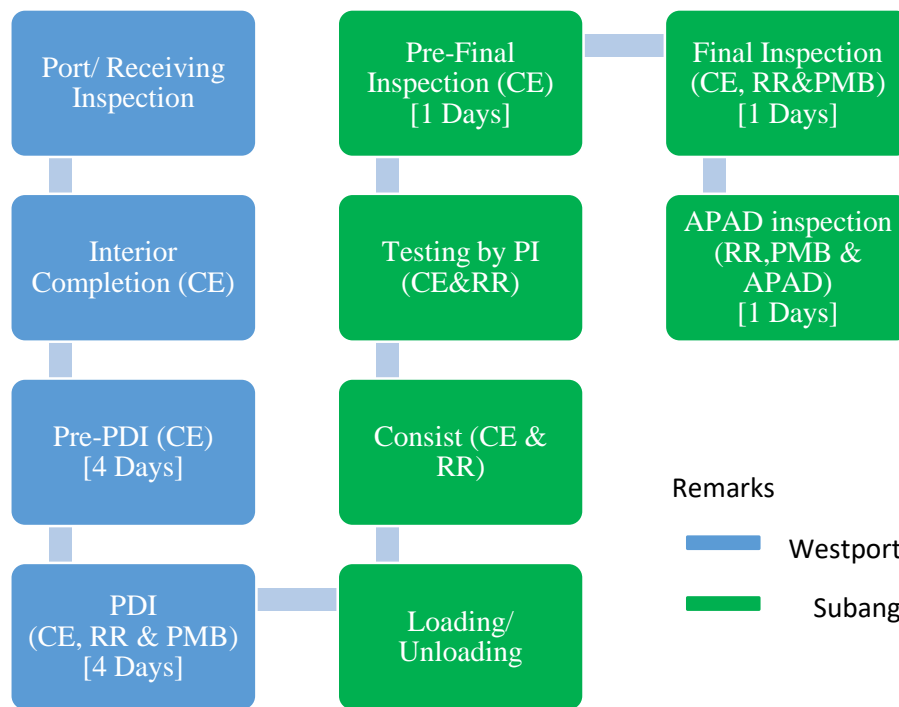 Port/ Receiving
Inspection
Interior
Completion (CE)
Pre-PDI (CE)
[4 Days]
PDI
(CE, RR & PMB)
[4 Days]
Loading/
Unloading
Consist (CE &
RR)
Testing by PI
(CE&RR)
Pre-Final
Inspection (CE)
[1 Days]
Final Inspection
(CE, RR&PMB)
[1 Days]
APAD inspection
(RR,PMB &
APAD)
[1 Days]
Remarks
Westport
Subang